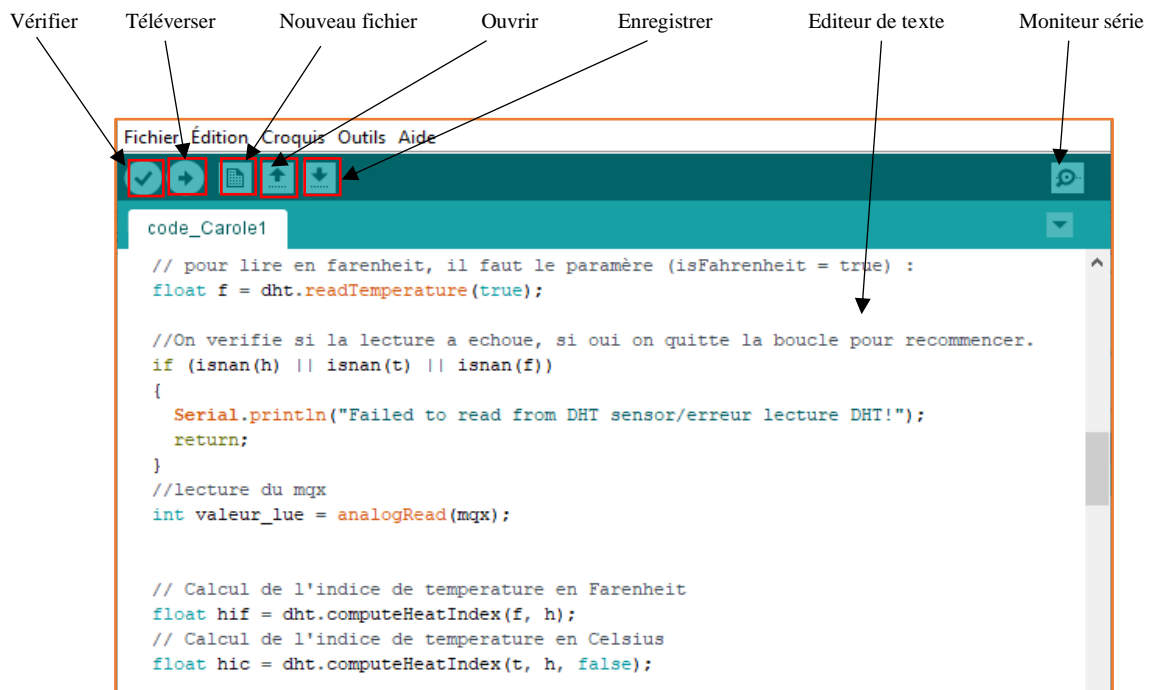 Vérifier Téléverser Nouveau fichier Ouvrir Enregistrer Editeur de texte Moniteur série
Fichier Édition Croquis Outils Aide
code_Carole1
// pour lire en farenheit, il faut le paramère (isFahrenheit = true) :
float f = dht.readTemperature(true);
//On verifie si la lecture a echoue, si oui on quitte la boucle pour recommencer.
if (isnan(h) || isnan(t) || isnan(f))
{
Serial.println("Failed to read from DHT sensor/erreur lecture DHT!");
return;
}
//lecture du mqx
int valeur_lue = analogRead(mqx);
// Calcul de l'indice de temperature en Farenheit
float hif = dht.computeHeatIndex(f, h);
// Calcul de l'indice de temperature en Celsius
float hic = dht.computeHeatIndex(t, h, false);